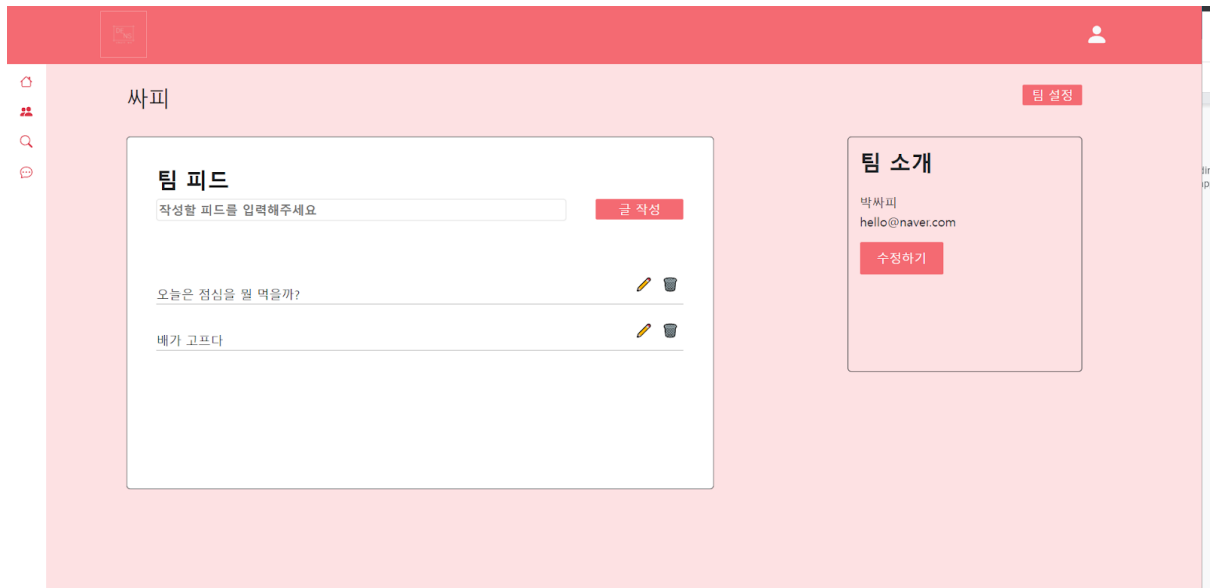 싸피
팀 설정
팀 피드
작성할 피드를 입력해주세요
글 작성
오늘은 점심을 뭘 먹을까?
배가 고프다
팀 소개
박싸피
hello@naver.com
수정하기